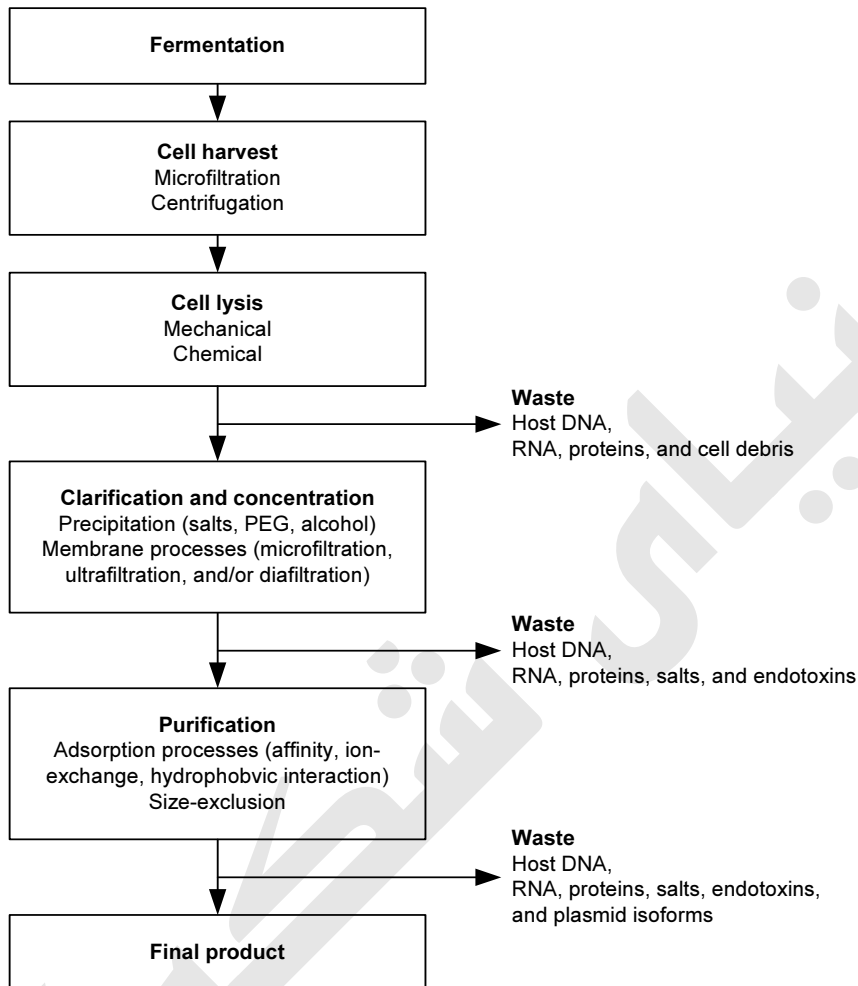 Fermentation
Cell harvest
Microfiltration
Centrifugation
Cell lysis
Mechanical
Chemical
Waste
Host DNA,
RNA, proteins, and cell debris
Clarification and concentration
Precipitation (salts, PEG, alcohol)
Membrane processes (microfiltration,
ultrafiltration, and/or diafiltration)
Waste
Host DNA,
RNA, proteins, salts, and endotoxins
Purification
Adsorption processes (affinity, ion-
exchange, hydrophobvic interaction)
Size-exclusion
Waste
Host DNA,
RNA, proteins, salts, endotoxins,
and plasmid isoforms
Final product